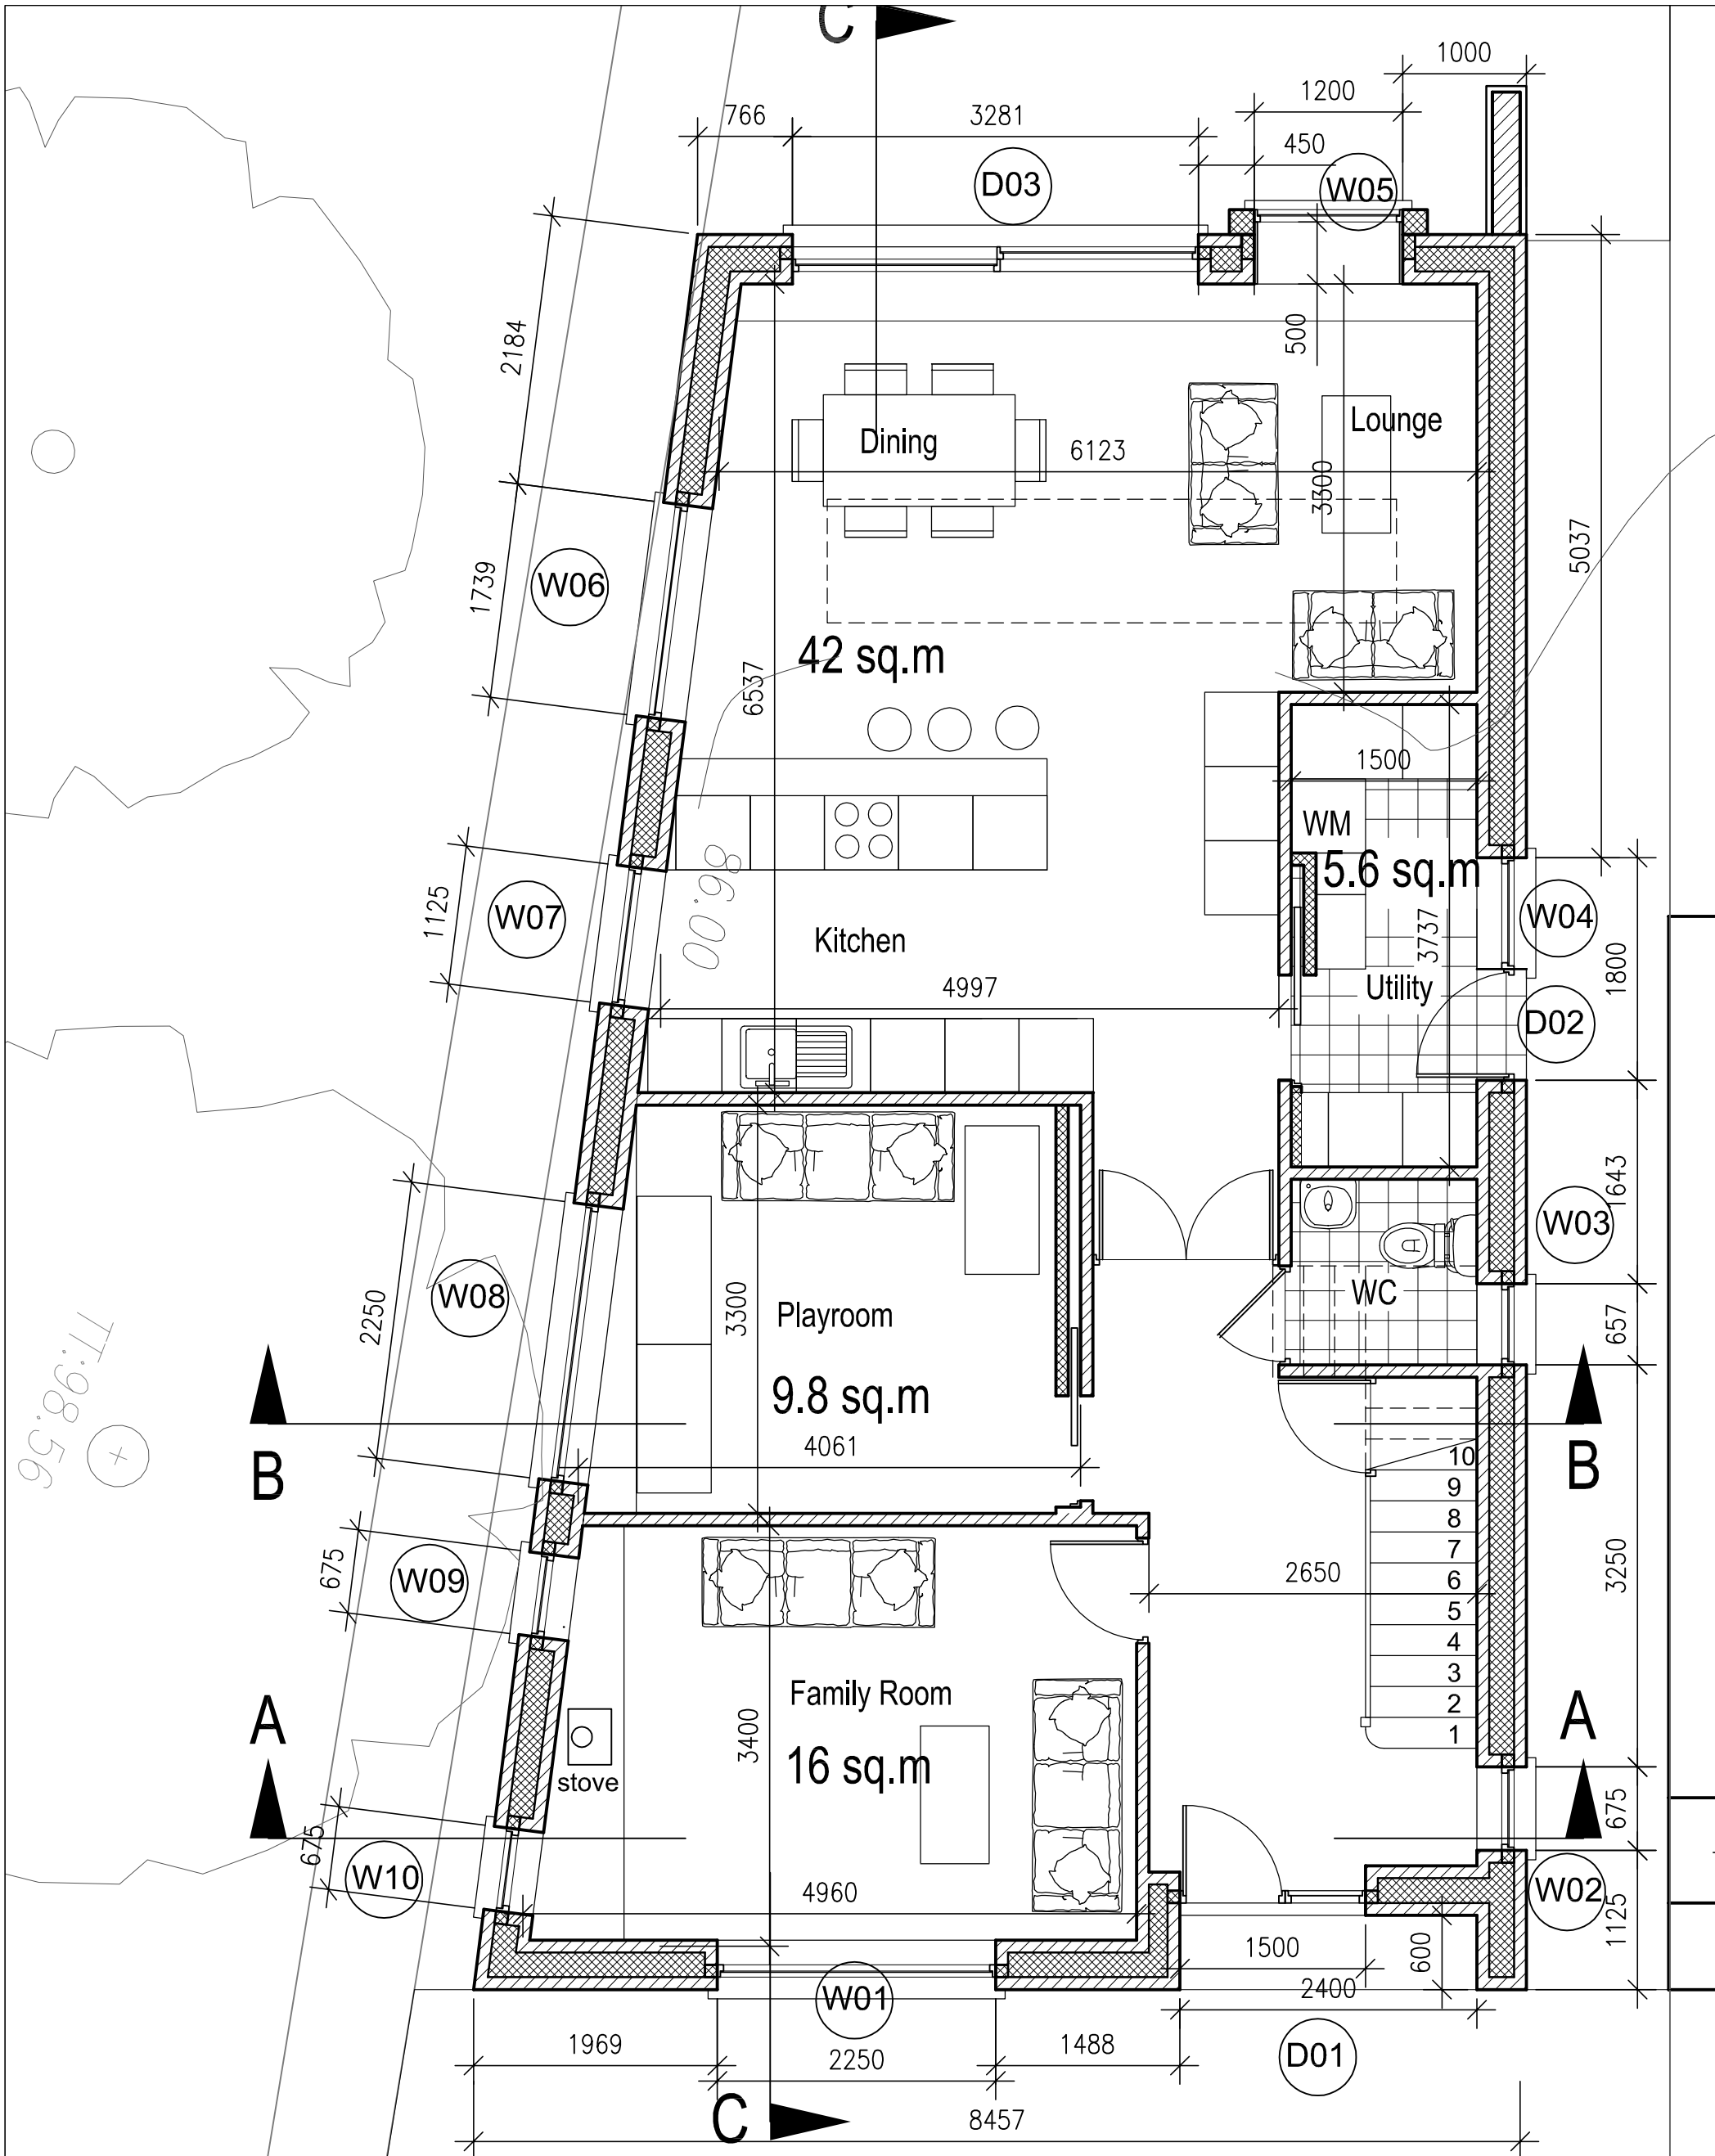 C
1000
1200
766
3281
450
D03
W05
2184
500
Lounge
Dining
6123
3300
5037
W06
1739
42 sq.m
6537
1500
WM
5.6 sq.m
1125
W07
86.00
W04
Kitchen
3737
1800
Utility
4997
D02
1643
W03
2250
W08
3300
Playroom
WC
657
T1.98.56
9.8 sq.m
4061
B
B
10
9
8
7
6
5
4
3
2
1
675
W09
2650
3250
Family Room
A
A
3400
16 sq.m
stove
675
675
W10
4960
W02
1125
1500
600
2400
W01
1969
2250
1488
D01
C
8457